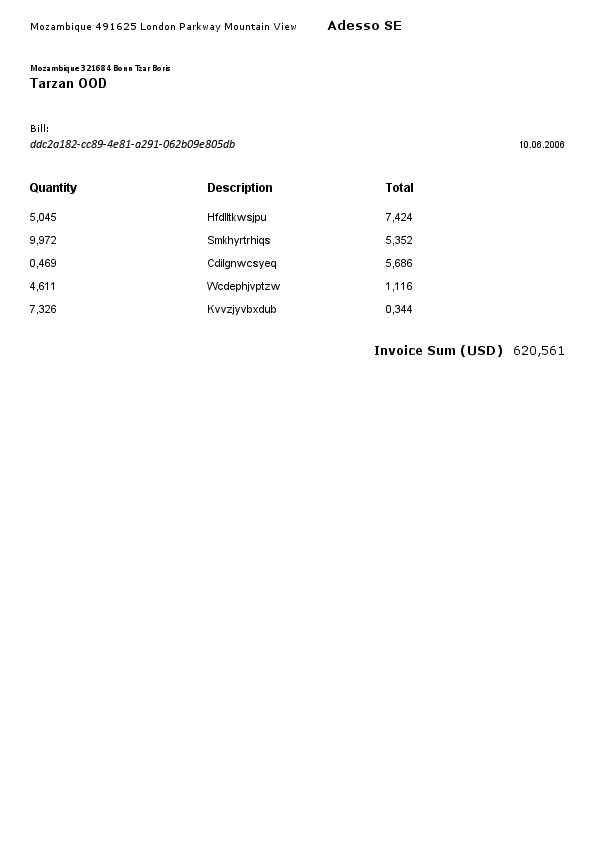 Mozambique 491625 London Parkway Mountain View Adesso SE
Mozambique 321684 Bonn Tzar Boris
Tarzan OOD
Bill:
ddc2a182-cc89-4e81-a291-062b09e805db 10.06.2006
Quantity Description Total
5,045 Hfdlltkwsjpu 7,424
9,972 Smkhyrtrhiqs 5,352
0,469 Cdilgnwcsyeq 5,686
4,611 Wcdephjvptzw 1,116
7,326 Kvvzjyvbxdub 0,344
Invoice Sum (USD) 620,561